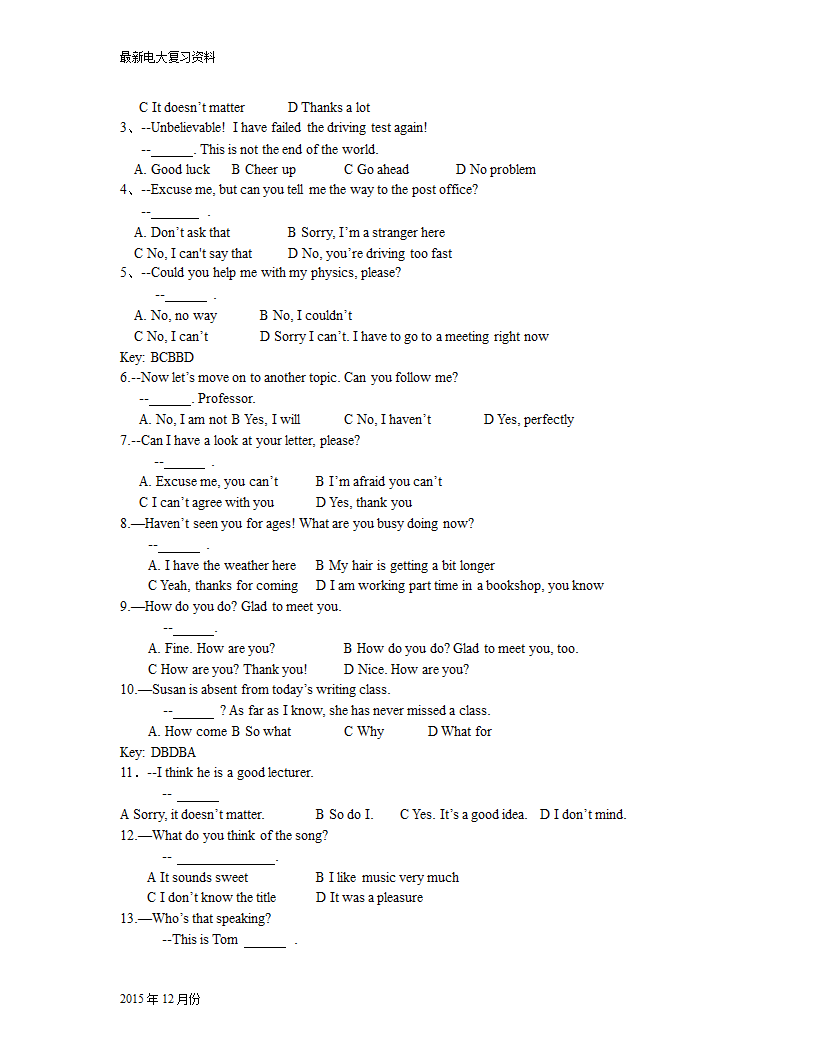 最新电大复习资料
C It doesn’t matter D Thanks a lot
3、--Unbelievable! I have failed the driving test again!
--______. This is not the end of the world.
A. Good luck B Cheer up C Go ahead D No problem
4、--Excuse me, but can you tell me the way to the post office?
--_______ .
A. Don’t ask that B Sorry, I’m a stranger here
C No, I can't say that D No, you’re driving too fast
5、--Could you help me with my physics, please?
--______ .
A. No, no way B No, I couldn’t
C No, I can’t D Sorry I can’t. I have to go to a meeting right now
Key: BCBBD
6.--Now let’s move on to another topic. Can you follow me?
--______. Professor.
A. No, I am not B Yes, I will C No, I haven’t D Yes, perfectly
7.--Can I have a look at your letter, please?
--______ .
A. Excuse me, you can’t B I’m afraid you can’t
C I can’t agree with you D Yes, thank you
8.—Haven’t seen you for ages! What are you busy doing now?
--______ .
A. I have the weather here B My hair is getting a bit longer
C Yeah, thanks for coming D I am working part time in a bookshop, you know
9.—How do you do? Glad to meet you.
--______.
A. Fine. How are you? B How do you do? Glad to meet you, too.
C How are you? Thank you! D Nice. How are you?
10.—Susan is absent from today’s writing class.
--______ ? As far as I know, she has never missed a class.
A. How come B So what C Why D What for
Key: DBDBA
11．--I think he is a good lecturer.
-- ______
A Sorry, it doesn’t matter. B So do I. C Yes. It’s a good idea. D I don’t mind.
12.—What do you think of the song?
-- ______________.
A It sounds sweet B I like music very much
C I don’t know the title D It was a pleasure
13.—Who’s that speaking?
--This is Tom ______ .
2015 年 12 月份